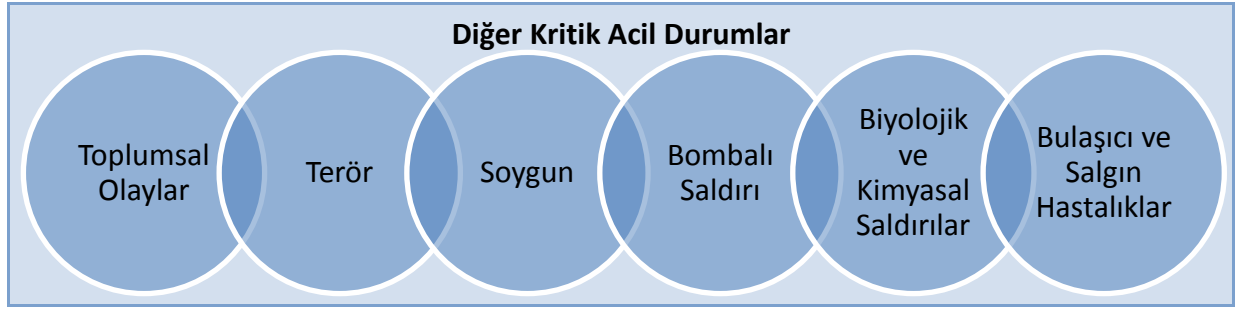 Diğer Kritik Acil Durumlar
Toplumsal
Olaylar
Terör
Soygun
Bombalı
Saldırı
Biyolojik
ve
Kimyasal
Saldırılar
Bulaşıcı ve
Salgın
Hastalıklar